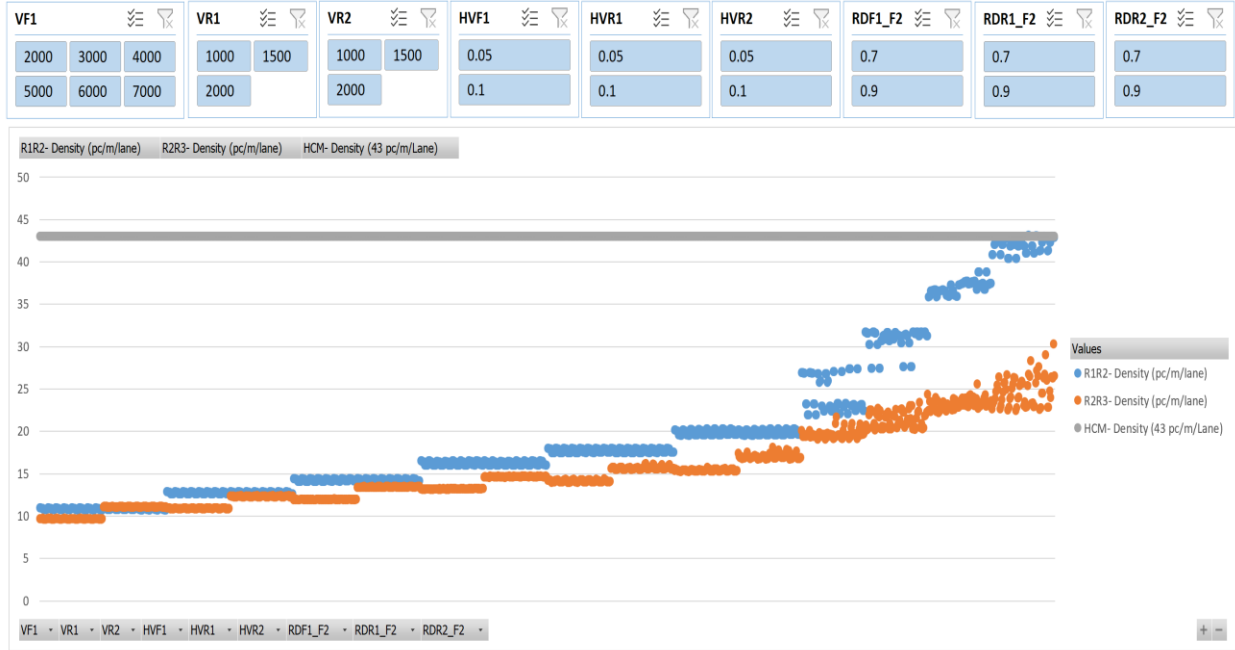 VF1 VR1 VR2 HVF1 HVR1 HVR2 RDF1_F2 RDR1_F2 RDR2_F2
2000 3000 4000 1000 1500 1000 1500 0.05 0.05 0.05 0.7 0.7 0.7
5000 6000 7000 2000 2000 0.1 0.1 0.1 0.9 0.9 0.9
R1R2- Density (pc/m/lane) R2R3- Density (pc/m/lane) HCM- Density (43 pc/m/Lane)
50
45
40
35
30
25
20
15
10
5
0
Values
R1R2- Density (pc/m/lane)
R2R3- Density (pc/m/lane)
HCM- Density (43 pc/m/Lane)
VF1 VR1 VR2 HVF1 HVR1 HVR2 RDF1_F2 RDR1_F2 RDR2_F2 + −